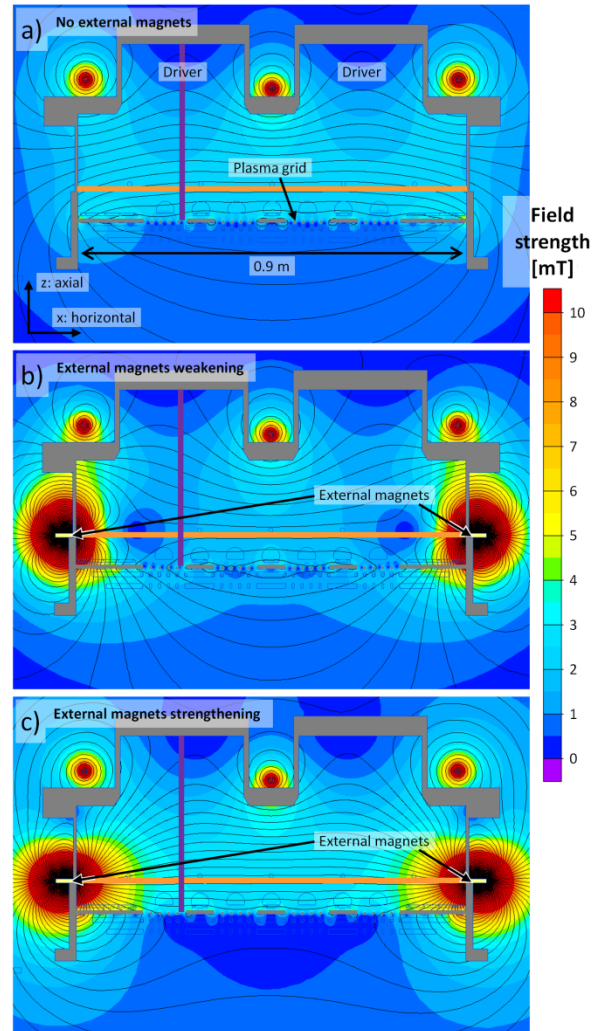 a)
No external magnets
Driver
Driver
Plasma grid
0.9 m
z: axial
x: horizontal
Field
strength
[mT]
10
9
8
7
6
5
4
3
2
1
0
b)
External magnets weakening
External magnets
c)
External magnets strengthening
External magnets